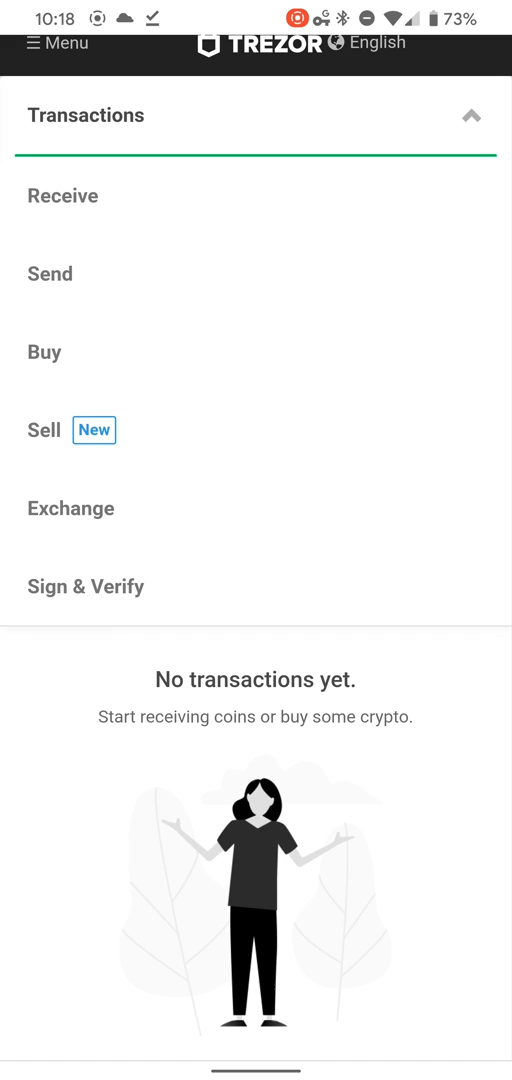 10:18 73%
☰ Menu TREZOR English
Transactions
Receive
Send
Buy
Sell New
Exchange
Sign & Verify
No transactions yet.
Start receiving coins or buy some crypto.